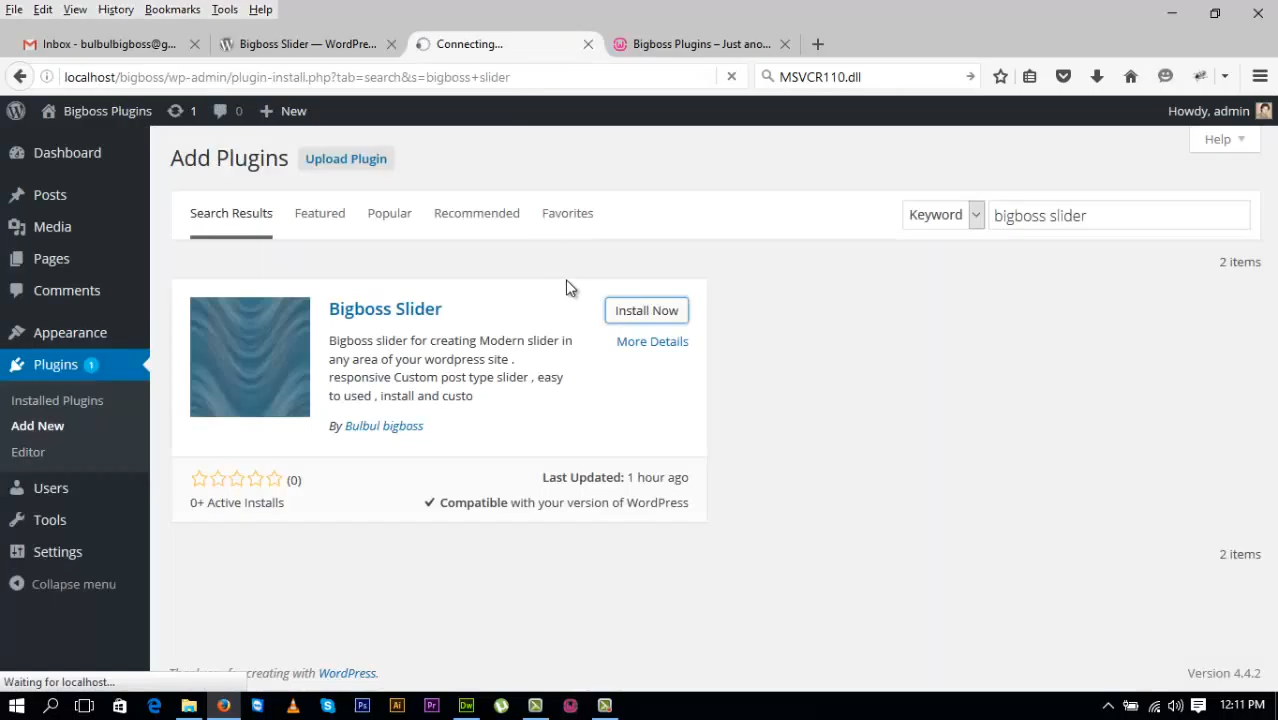 File Edit View History Bookmarks Tools Help
Inbox - bulbulbigboss@g...
Bigboss Slider — WordPre...
Connecting...
Bigboss Plugins – Just ano...
localhost/bigboss/wp-admin/plugin-install.php?tab=search&s=bigboss+slider
MSVCR110.dll
Bigboss Plugins 1 0 New
Howdy, admin
Dashboard
Posts
Media
Pages
Comments
Appearance
Plugins 1
Installed Plugins
Add New
Editor
Users
Tools
Settings
Collapse menu
Help
Add Plugins Upload Plugin
Search Results Featured Popular Recommended Favorites
Keyword bigboss slider
2 items
Bigboss Slider
Install Now
More Details
Bigboss slider for creating Modern slider in
any area of your wordpress site .
responsive Custom post type slider , easy
to used , install and custo
By Bulbul bigboss
(0)
Last Updated: 1 hour ago
0+ Active Installs
Compatible with your version of WordPress
2 items
creating with WordPress.
Version 4.4.2
Waiting for localhost...
Ps Ai Pr Dw
12:11 PM